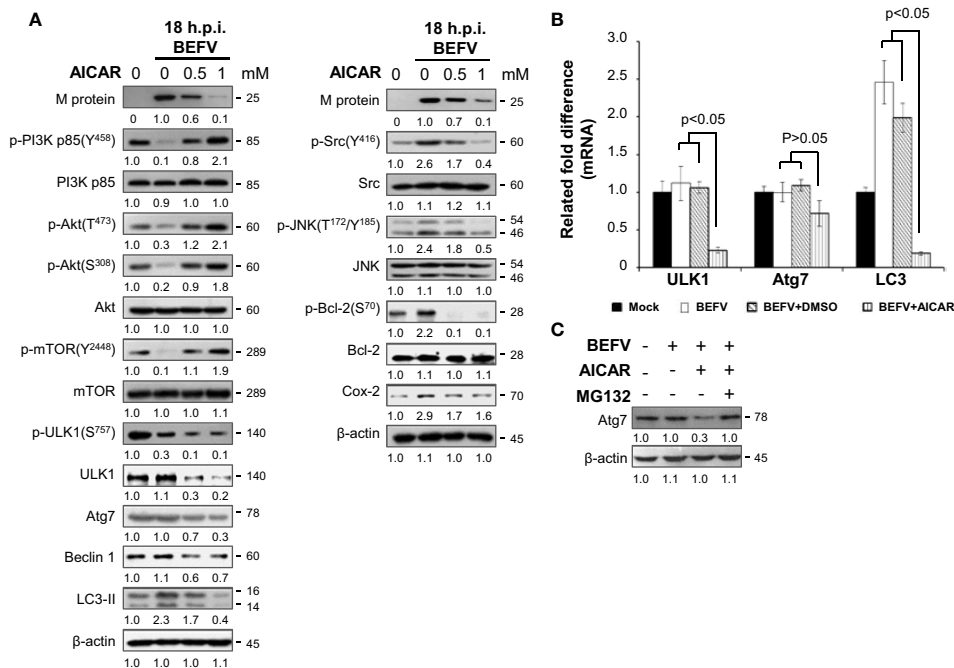 A
18 h.p.i.
BEFV
AICAR 0 0 0.5 1 mM
M protein 25
0 1.0 0.6 0.1
p-PI3K p85(Y458) 85
1.0 0.1 0.8 2.1
PI3K p85 85
1.0 0.9 1.0 1.0
p-Akt(T473) 60
1.0 0.3 1.2 2.1
p-Akt(S308) 60
1.0 0.2 0.9 1.8
Akt 60
1.0 1.0 1.0 1.0
p-mTOR(Y2448) 289
1.0 0.1 1.1 1.9
mTOR 289
1.0 1.0 1.0 1.1
p-ULK1(S757) 140
1.0 0.3 0.1 0.1
ULK1 140
1.0 1.1 0.3 0.2
Atg7 78
1.0 1.0 0.7 0.3
Beclin 1 60
1.0 1.1 0.6 0.7
LC3-II 16
14
1.0 2.3 1.7 0.4
β-actin 45
1.0 1.0 1.0 1.1
18 h.p.i.
BEFV
AICAR 0 0 0.5 1 mM
M protein 25
0 1.0 0.7 0.1
p-Src(Y416) 60
1.0 2.6 1.7 0.4
Src 60
1.0 1.1 1.2 1.1
p-JNK(T172/Y185) 54
46
1.0 2.4 1.8 0.5
JNK 54
46
1.0 1.1 1.0 1.0
p-Bcl-2(S70) 28
1.0 2.2 0.1 0.1
Bcl-2 28
1.0 1.1 1.0 1.1
Cox-2 70
1.0 2.9 1.7 1.6
β-actin 45
1.0 1.1 1.0 1.0
B
p<0.05
p<0.05
P>0.05
Related fold difference
(mRNA)
3.0
2.5
2.0
1.5
1.0
0.5
0
ULK1 Atg7 LC3
Mock BEFV BEFV+DMSO BEFV+AICAR
C
BEFV - + + +
AICAR - - + +
MG132 - - - +
Atg7 78
1.0 1.0 0.3 1.0
β-actin 45
1.0 1.1 1.0 1.1